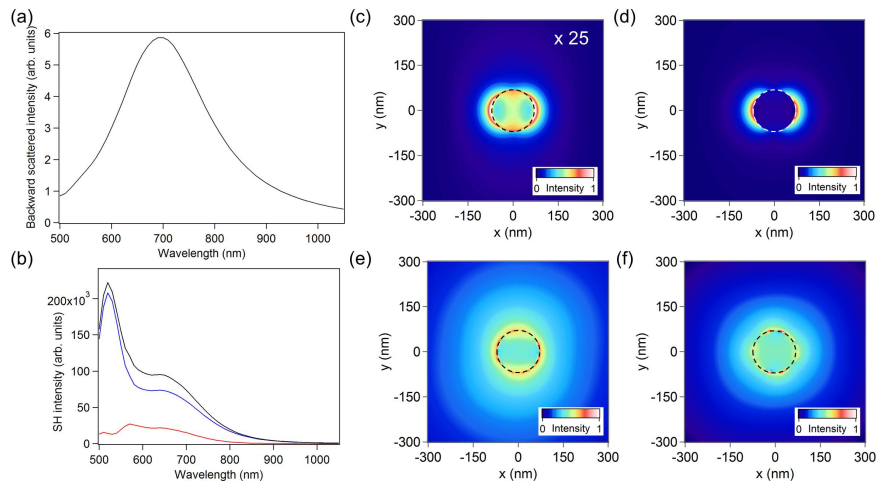 (a)
Backward scattered intensity (arb. units)
6
5
4
3
2
1
0
500 600 700 800 900 1000
Wavelength (nm)
(b)
SH intensity (arb. units)
200x10³
150
100
50
0
500 600 700 800 900 1000
Wavelength (nm)
(c)
x 25
y (nm)
300
150
0
-150
-300
0 Intensity 1
-300 -150 0 150 300
x (nm)
(d)
y (nm)
300
150
0
-150
-300
0 Intensity 1
-300 -150 0 150 300
x (nm)
(e)
y (nm)
300
150
0
-150
-300
0 Intensity 1
-300 -150 0 150 300
x (nm)
(f)
y (nm)
300
150
0
-150
-300
0 Intensity 1
-300 -150 0 150 300
x (nm)